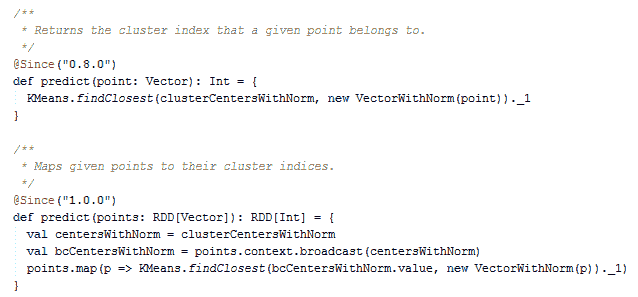 /**
 * Returns the cluster index that a given point belongs to.
 */
@Since("0.8.0")
def predict(point: Vector): Int = {
  KMeans.findClosest(clusterCentersWithNorm, new VectorWithNorm(point))._1
}

/**
 * Maps given points to their cluster indices.
 */
@Since("1.0.0")
def predict(points: RDD[Vector]): RDD[Int] = {
  val centersWithNorm = clusterCentersWithNorm
  val bcCentersWithNorm = points.context.broadcast(centersWithNorm)
  points.map(p => KMeans.findClosest(bcCentersWithNorm.value, new VectorWithNorm(p))._1)
}